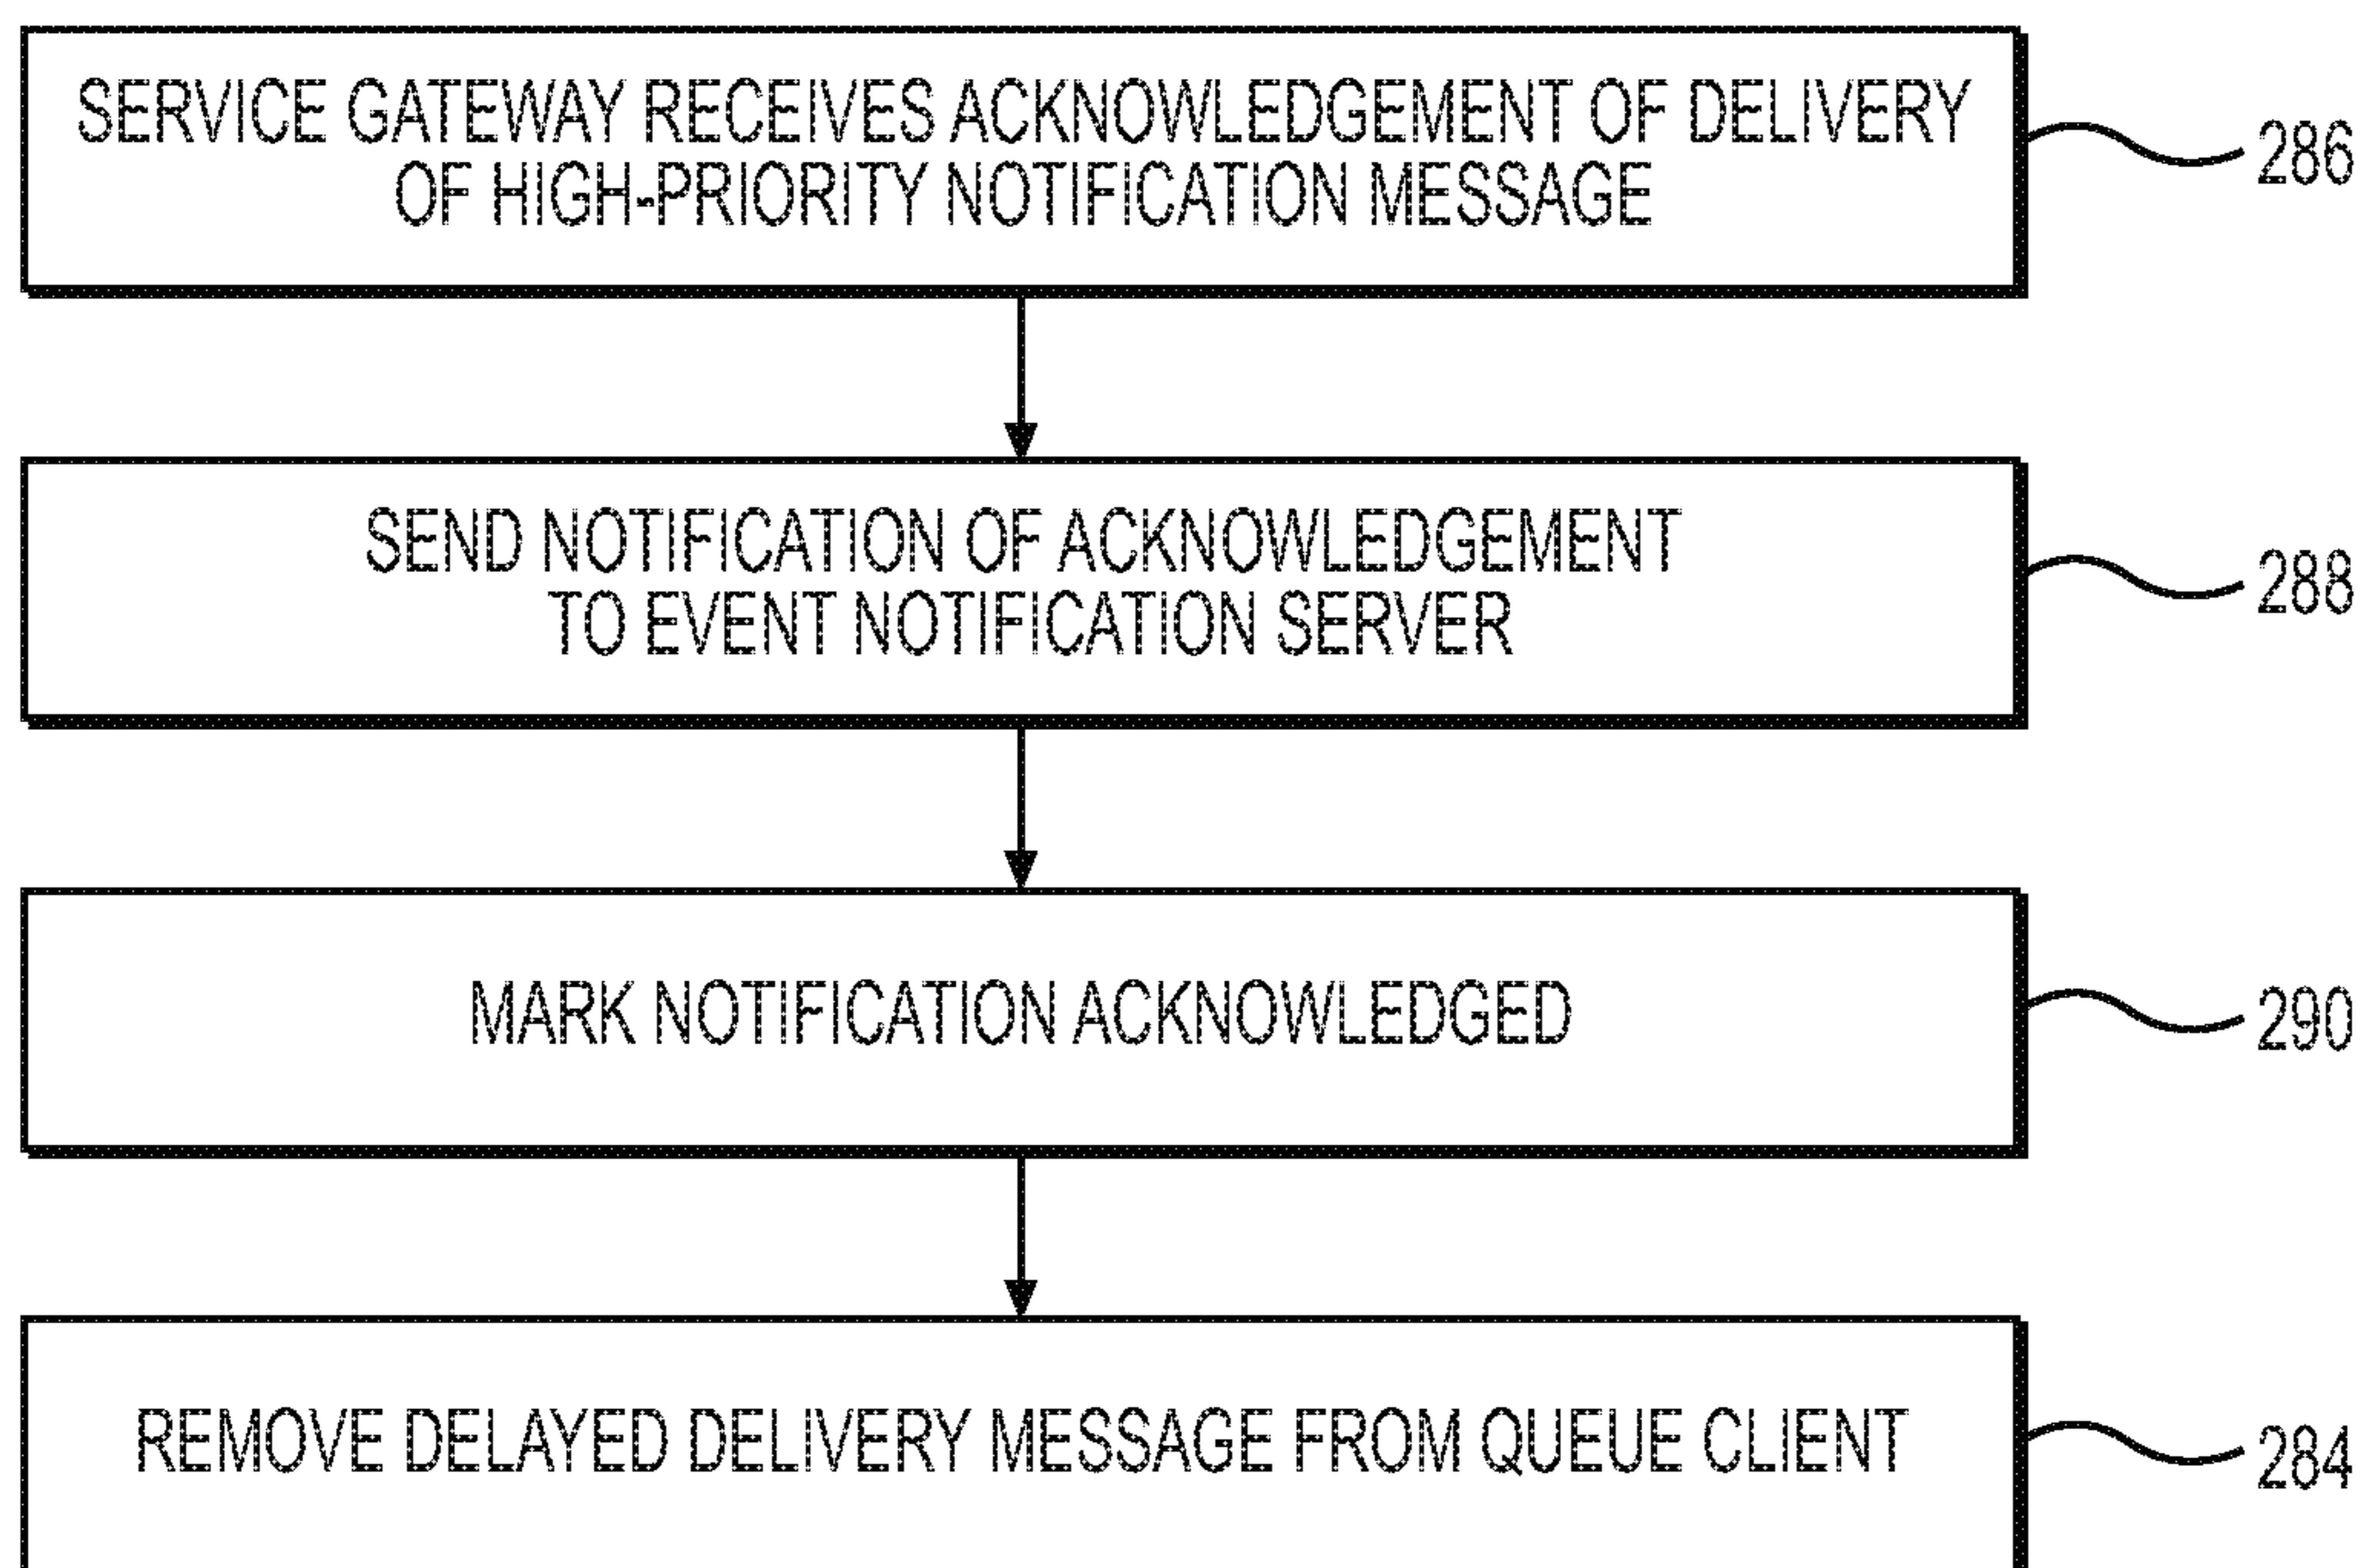 SERVICE GATEWAY RECEIVES ACKNOWLEDGEMENT OF DELIVERY
OF HIGH-PRIORITY NOTIFICATION MESSAGE
286
SEND NOTIFICATION OF ACKNOWLEDGEMENT
TO EVENT NOTIFICATION SERVER
288
MARK NOTIFICATION ACKNOWLEDGED
290
REMOVE DELAYED DELIVERY MESSAGE FROM QUEUE CLIENT
284